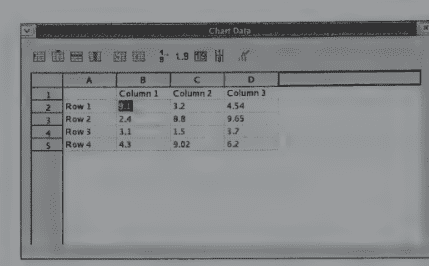 Chart Data
A B C D
1 Column 1 Column 2 Column 3
2 Row 1 9.1 3.2 4.54
3 Row 2 2.4 8.8 9.65
4 Row 3 3.1 1.5 3.7
5 Row 4 4.3 9.02 6.2